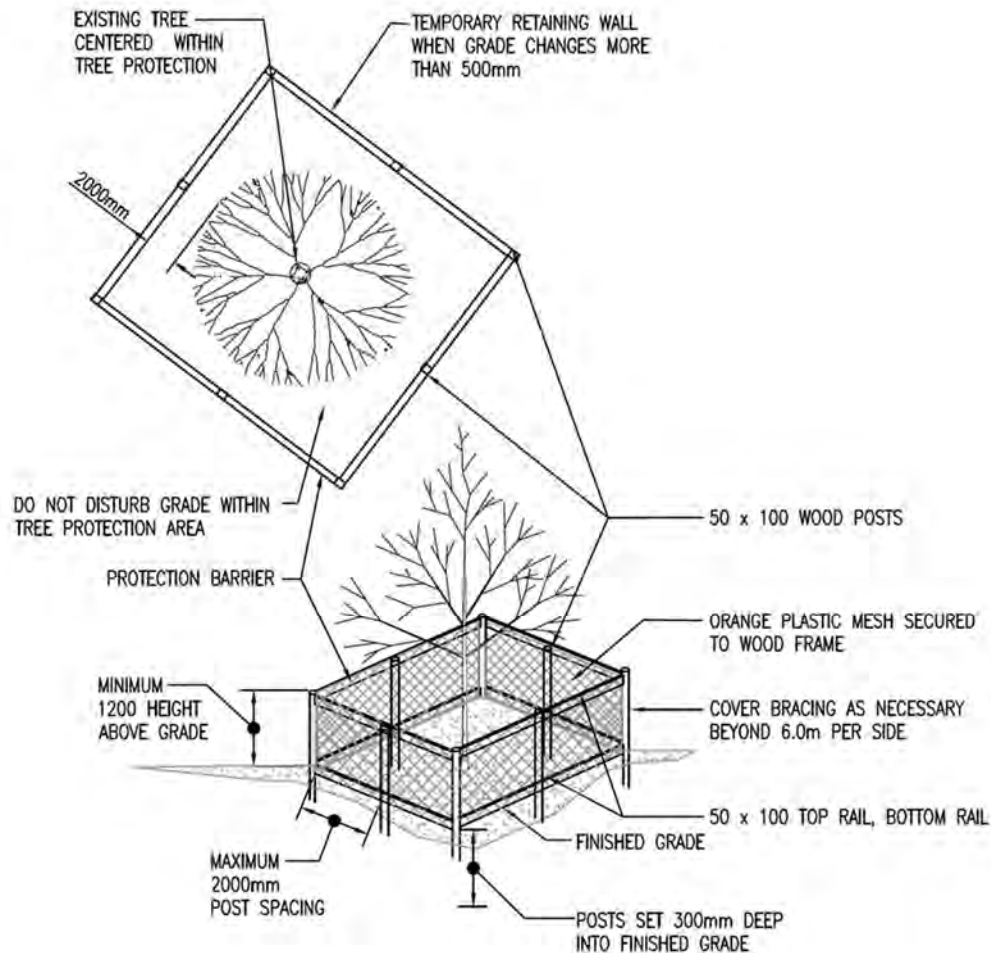 EXISTING TREE
CENTERED WITHIN
TREE PROTECTION
TEMPORARY RETAINING WALL
WHEN GRADE CHANGES MORE
THAN 500mm
2000mm
DO NOT DISTURB GRADE WITHIN
TREE PROTECTION AREA
50 x 100 WOOD POSTS
PROTECTION BARRIER
ORANGE PLASTIC MESH SECURED
TO WOOD FRAME
MINIMUM
1200 HEIGHT
ABOVE GRADE
COVER BRACING AS NECESSARY
BEYOND 6.0m PER SIDE
50 x 100 TOP RAIL, BOTTOM RAIL
FINISHED GRADE
MAXIMUM
2000mm
POST SPACING
POSTS SET 300mm DEEP
INTO FINISHED GRADE